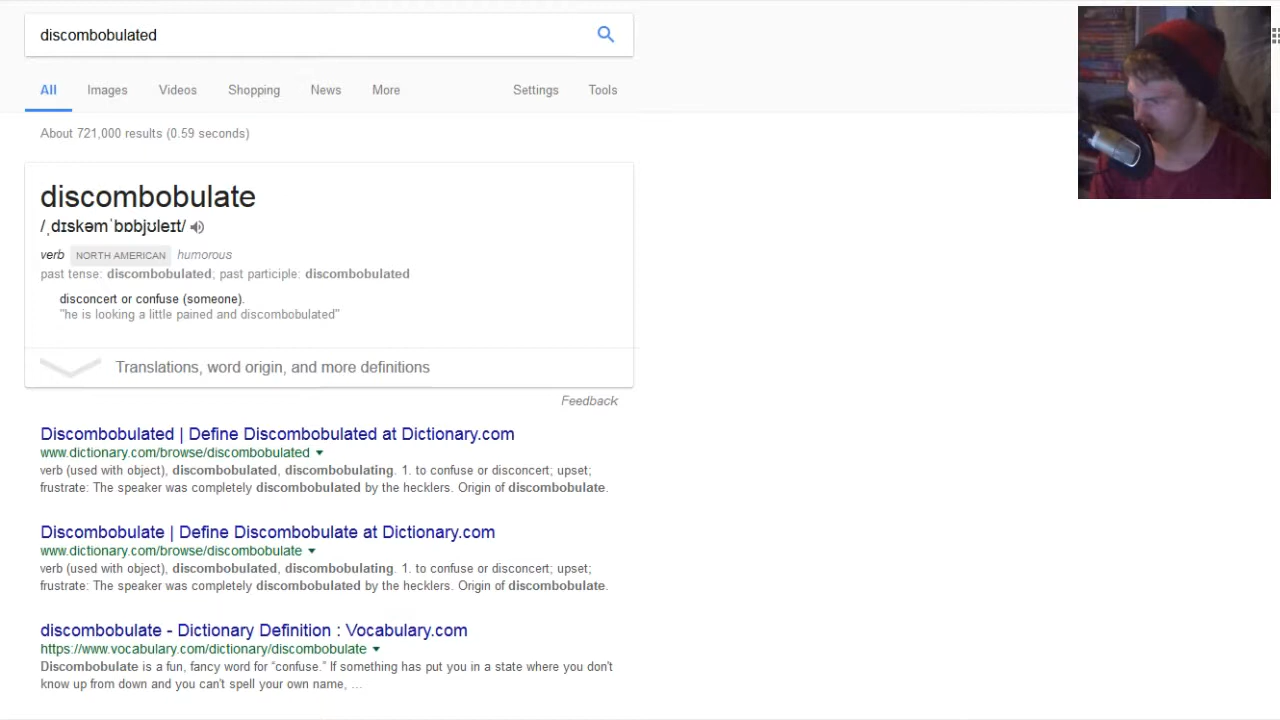 discombobulated
All Images Videos Shopping News More Settings Tools
About 721,000 results (0.59 seconds)
discombobulate
/ˌdɪskəmˈbɒbjʊleɪt/
verb NORTH AMERICAN humorous
past tense: discombobulated; past participle: discombobulated
disconcert or confuse (someone).
"he is looking a little pained and discombobulated"
Translations, word origin, and more definitions
Feedback
Discombobulated | Define Discombobulated at Dictionary.com
www.dictionary.com/browse/discombobulated
verb (used with object), discombobulated, discombobulating. 1. to confuse or disconcert; upset;
frustrate: The speaker was completely discombobulated by the hecklers. Origin of discombobulate.
Discombobulate | Define Discombobulate at Dictionary.com
www.dictionary.com/browse/discombobulate
verb (used with object), discombobulated, discombobulating. 1. to confuse or disconcert; upset;
frustrate: The speaker was completely discombobulated by the hecklers. Origin of discombobulate.
discombobulate - Dictionary Definition : Vocabulary.com
https://www.vocabulary.com/dictionary/discombobulate
Discombobulate is a fun, fancy word for “confuse.” If something has put you in a state where you don't
know up from down and you can't spell your own name, ...